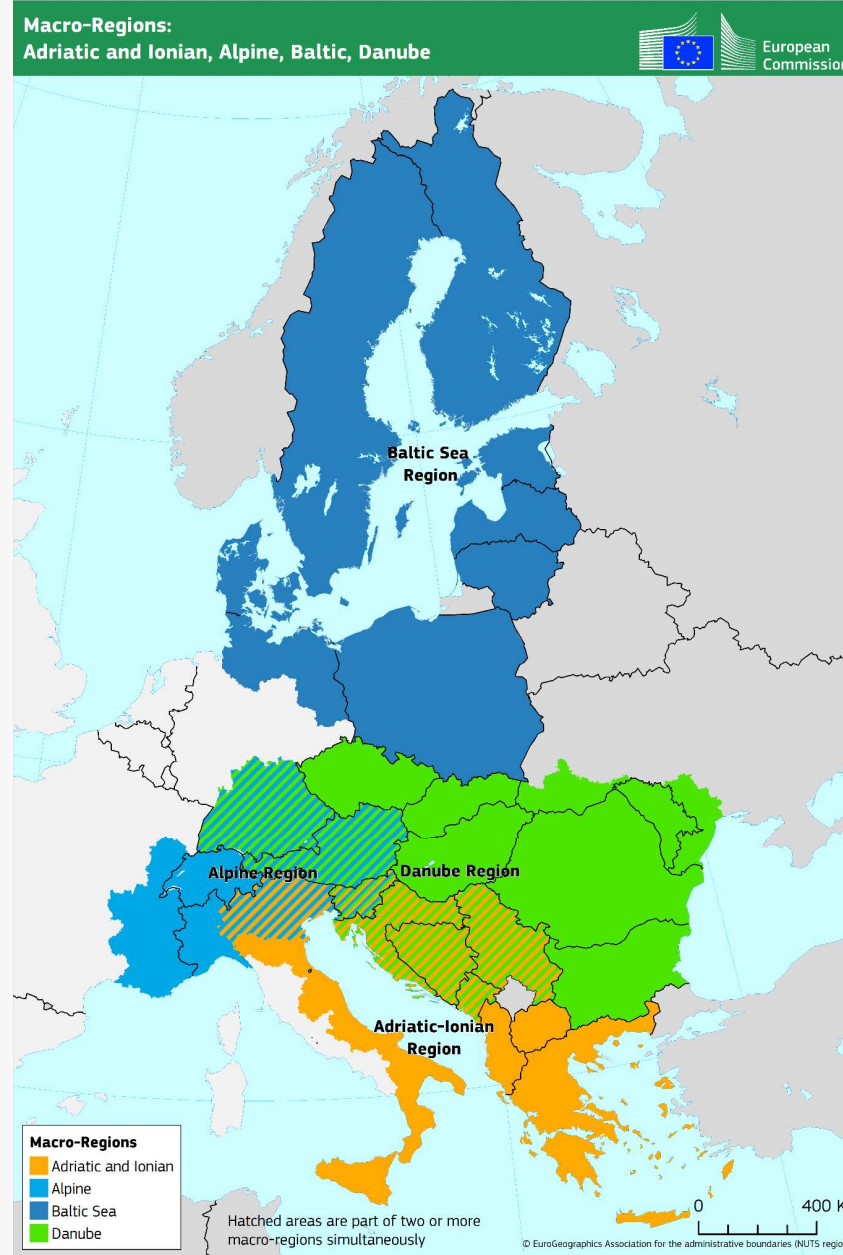 Macro-Regions:
Adriatic and Ionian, Alpine, Baltic, Danube
European
Commission
Baltic Sea
Region
Alpine Region
Danube Region
Adriatic-Ionian
Region
Macro-Regions
Adriatic and Ionian
Alpine
Baltic Sea
Danube
Hatched areas are part of two or more
macro-regions simultaneously
0 400 K
© EuroGeographics Association for the administrative boundaries (NUTS regio